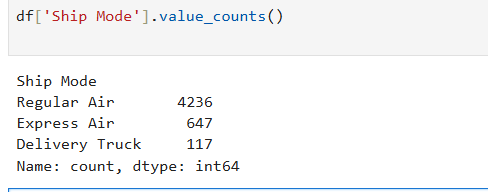 df['Ship Mode'].value_counts()
Ship Mode
Regular Air       4236
Express Air        647
Delivery Truck     117
Name: count, dtype: int64